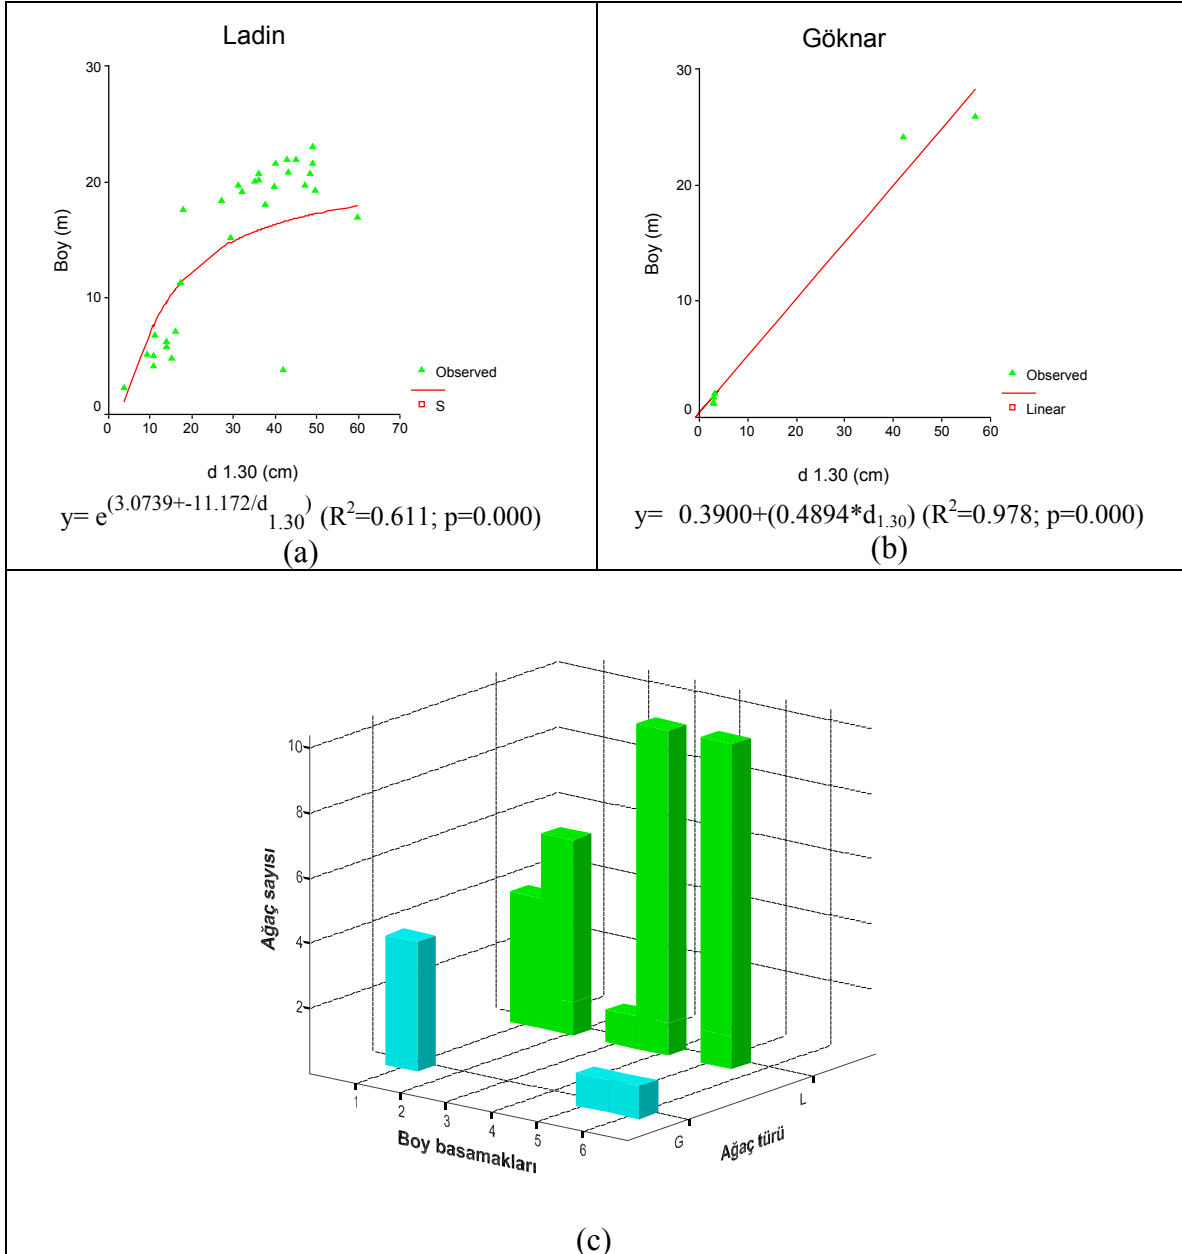 Ladin
30
20
10
0
Boy (m)
0 10 20 30 40 50 60 70
d 1.30 (cm)
Observed
S
y= e^(3.0739+-11.172/d_1.30) (R²=0.611; p=0.000)
(a)
Göknar
30
20
10
0
Boy (m)
0 10 20 30 40 50 60
d 1.30 (cm)
Observed
Linear
y= 0.3900+(0.4894*d₁.₃₀) (R²=0.978; p=0.000)
(b)
10
8
6
4
2
Ağaç sayısı
1 2 3 4 5 6
Boy basamakları
G L
Ağaç türü
(c)